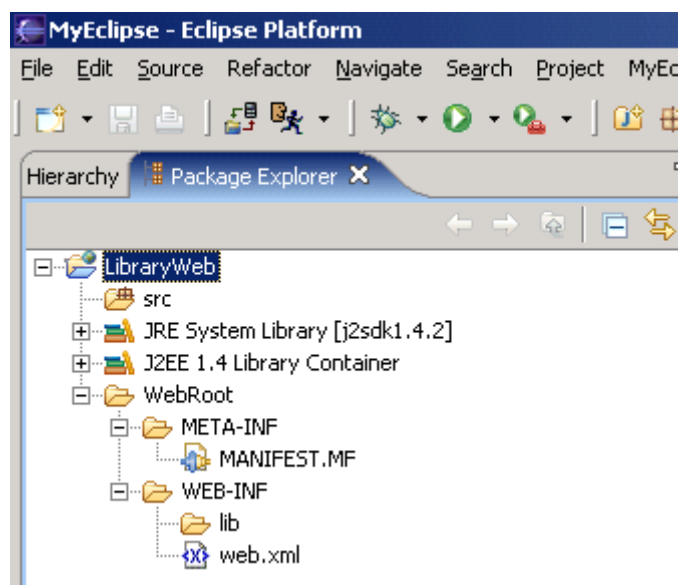 MyEclipse - Eclipse Platform
File Edit Source Refactor Navigate Search Project MyEc
Hierarchy Package Explorer
LibraryWeb
src
JRE System Library [j2sdk1.4.2]
J2EE 1.4 Library Container
WebRoot
META-INF
MANIFEST.MF
WEB-INF
lib
web.xml